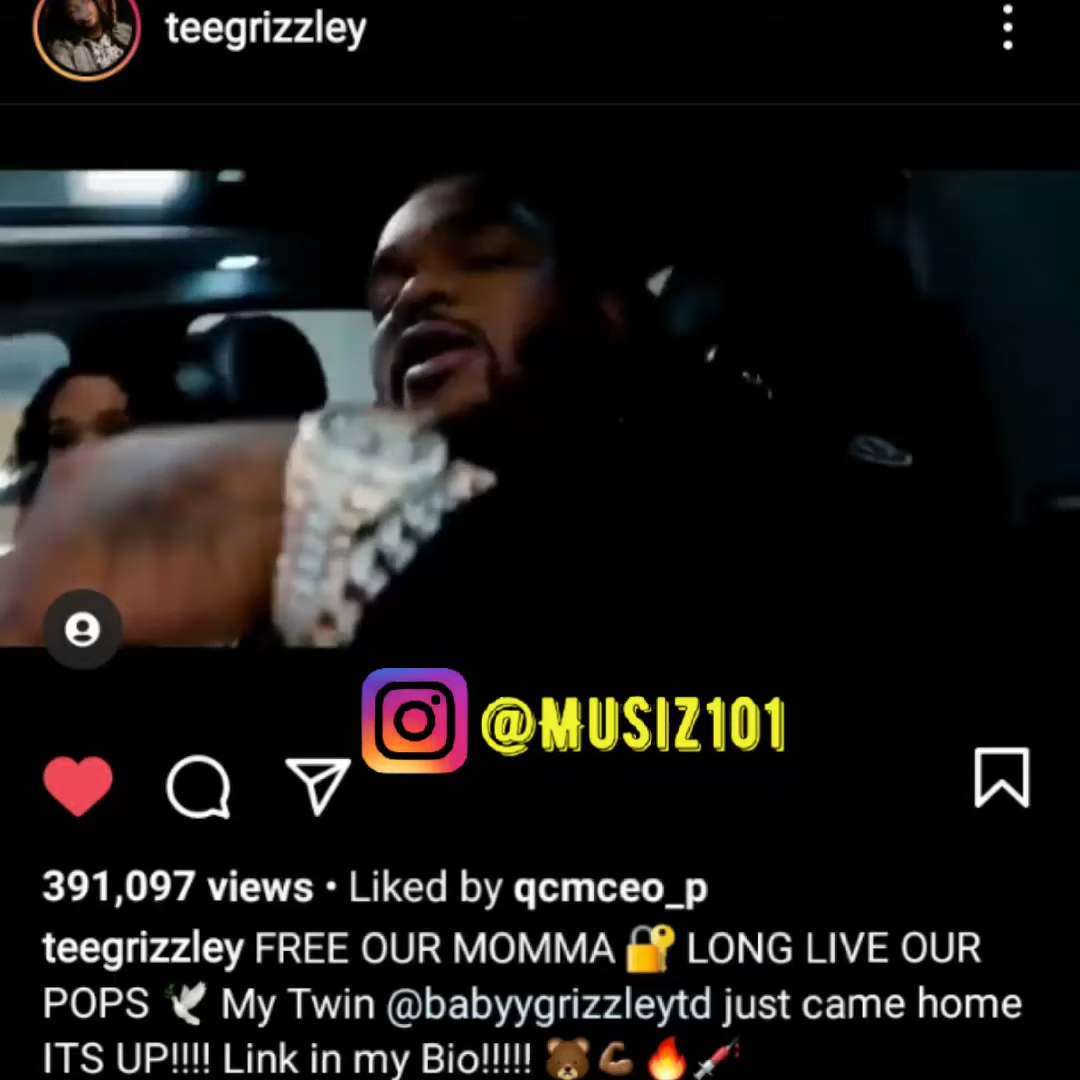 teegrizzley
@MUSIZ101
391,097 views • Liked by qcmceo_p
teegrizzley FREE OUR MOMMA 🔐 LONG LIVE OUR
POPS 🕊️ My Twin @babyygrizzleytd just came home
ITS UP!!!! Link in my Bio!!!!! 🐻💪🏾🔥💉